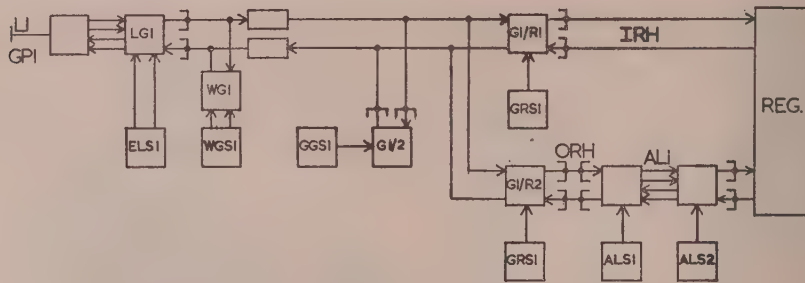 GPI
LGI
GI/R1
IRH
REG.
WGI
GRSI
ELSI
WGSI
GGSI
GI/2
ORH
ALi
GI/R2
GRSI
ALSI
ALS2